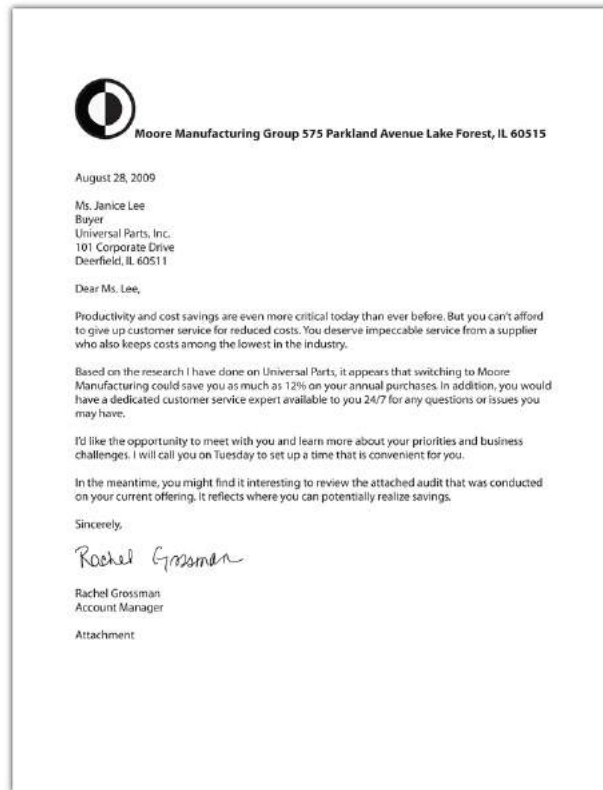 Moore Manufacturing Group 575 Parkland Avenue Lake Forest, IL 60515
August 28, 2009
Ms. Janice Lee
Buyer
Universal Parts, Inc.
101 Corporate Drive
Deerfield, IL 60511
Dear Ms. Lee,
Productivity and cost savings are even more critical today than ever before. But you can't afford
to give up customer service for reduced costs. You deserve impeccable service from a supplier
who also keeps costs among the lowest in the industry.
Based on the research I have done on Universal Parts, it appears that switching to Moore
Manufacturing could save you as much as 12% on your annual purchases. In addition, you would
have a dedicated customer service expert available to you 24/7 for any questions or issues you
may have.
I'd like the opportunity to meet with you and learn more about your priorities and business
challenges. I will call you on Tuesday to set up a time that is convenient for you.
In the meantime, you might find it interesting to review the attached audit that was conducted
on your current offering. It reflects where you can potentially realize savings.
Sincerely,
Rachel Grossman
Rachel Grossman
Account Manager
Attachment